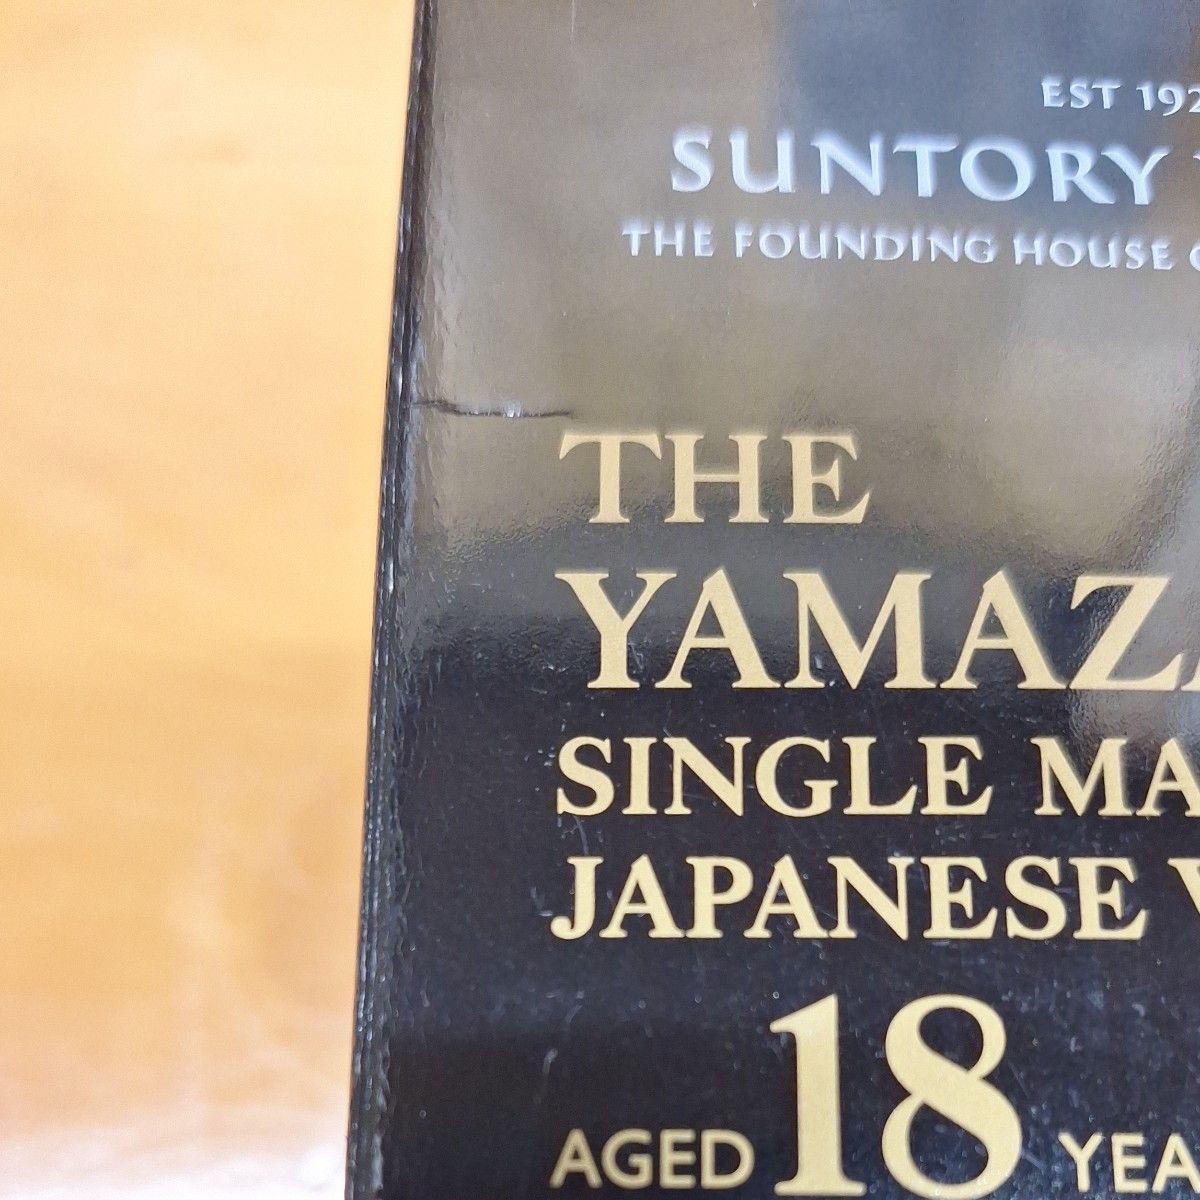 EST 192
SUNTORY
THE FOUNDING HOUSE
THE
YAMAZ
SINGLE MA
JAPANESE
AGED 18 YEA